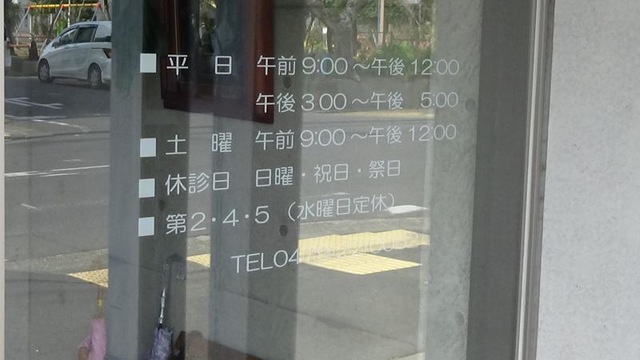 ■ 平 日 午前 9:00 ～午後 12:00
午後 3 00 ～午後 5:00
■ 土 曜 午前 9:00 ～午後 12:00
■ 休診日 日曜・祝日・祭日
■ 第2・4・5 (水曜日定休)
TEL04